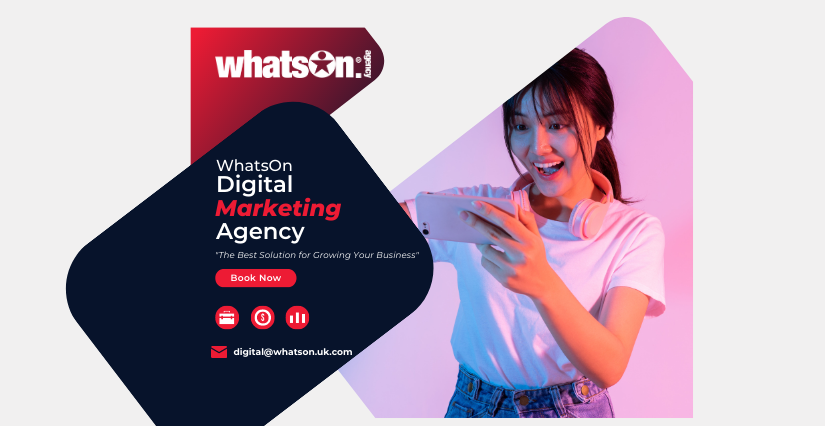 whatsOn.® agency
WhatsOn
Digital
Marketing
Agency
"The Best Solution for Growing Your Business"
Book Now
$
digital@whatson.uk.com